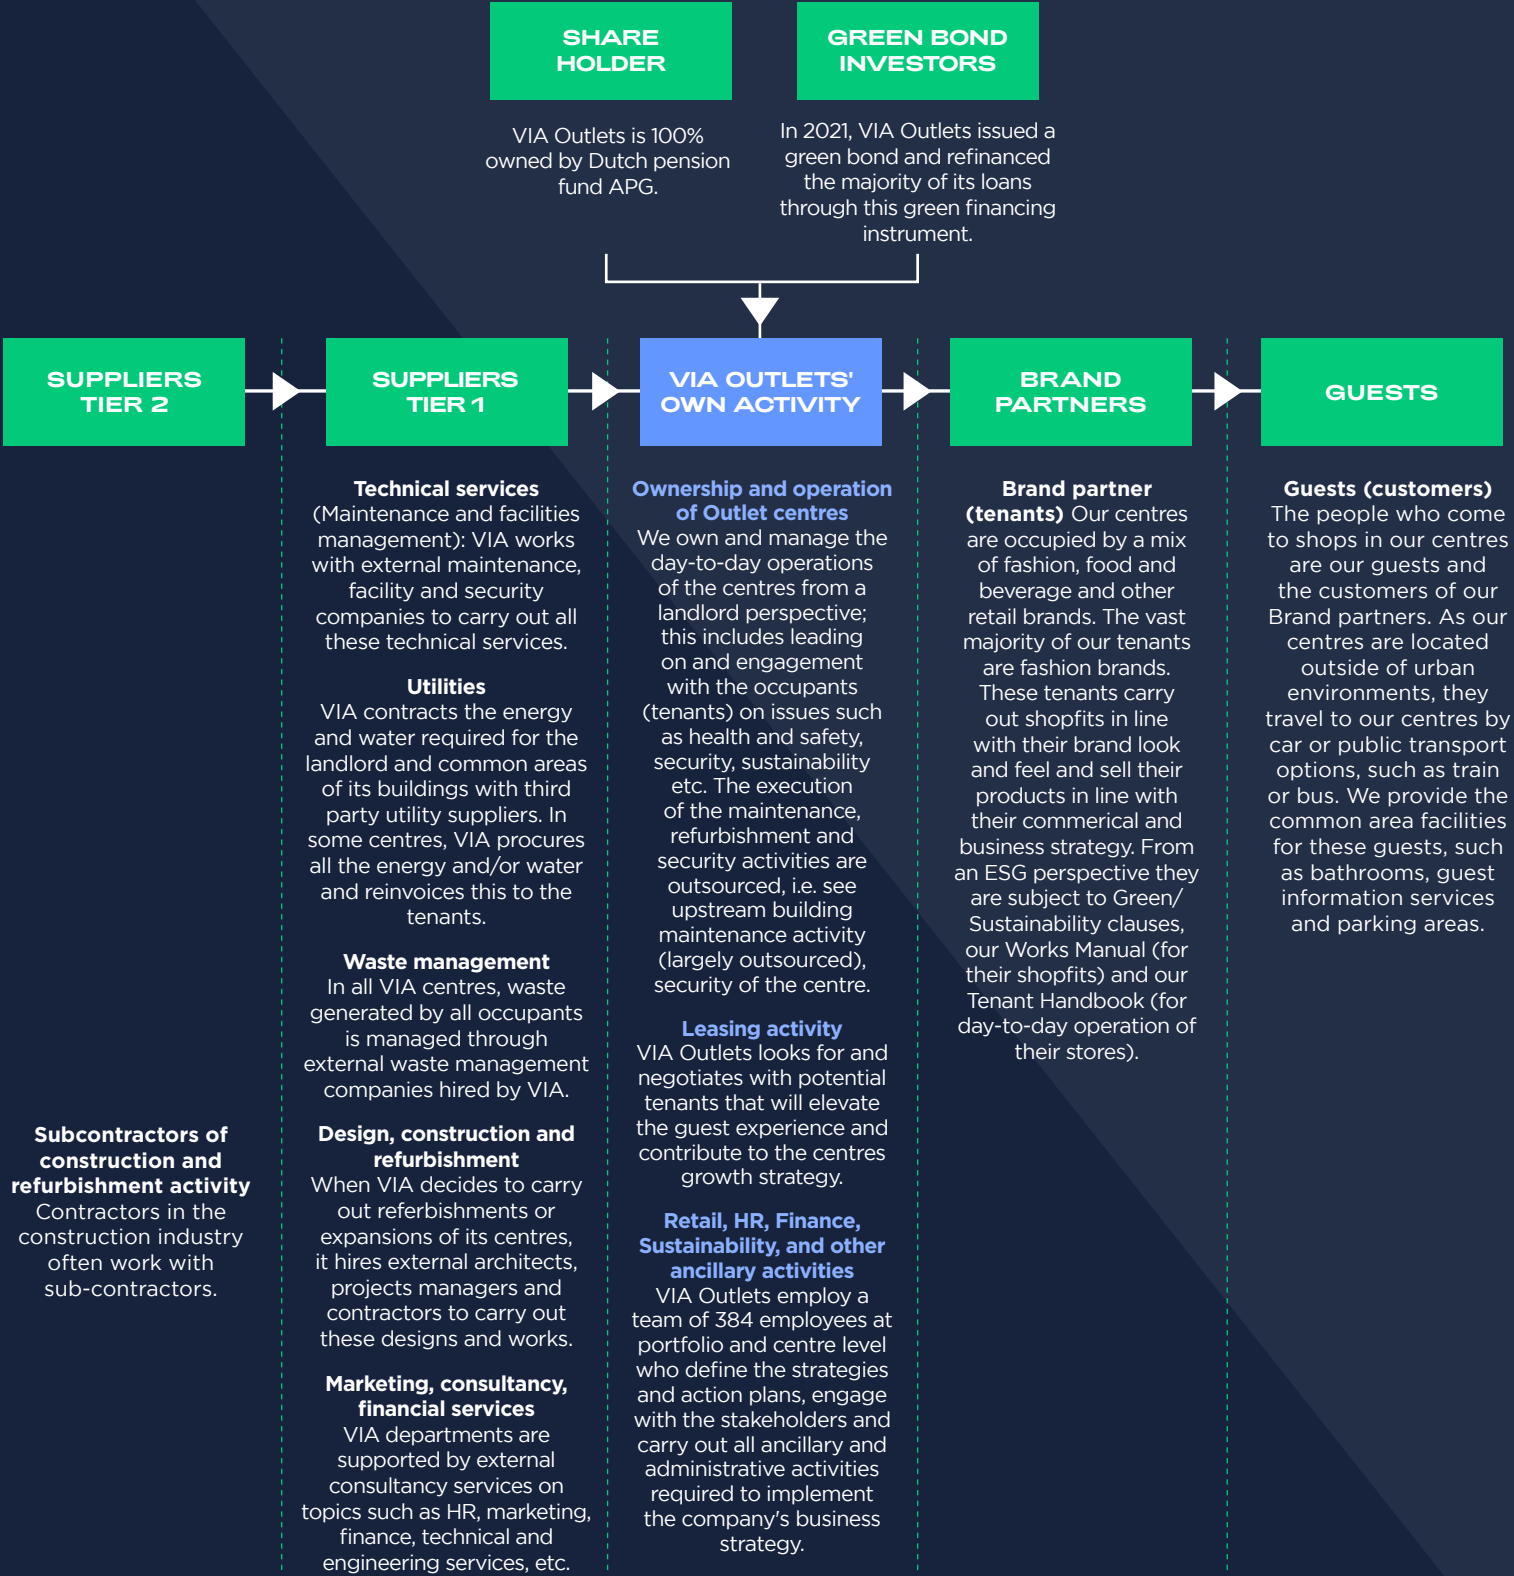 SHARE
HOLDER
VIA Outlets is 100%
owned by Dutch pension
fund APG.
GREEN BOND
INVESTORS
In 2021, VIA Outlets issued a
green bond and refinanced
the majority of its loans
through this green financing
instrument.
SUPPLIERS
TIER 2
Subcontractors of
construction and
refurbishment activity
Contractors in the
construction industry
often work with
sub-contractors.
SUPPLIERS
TIER 1
Technical services
(Maintenance and facilities
management): VIA works
with external maintenance,
facility and security
companies to carry out all
these technical services.
Utilities
VIA contracts the energy
and water required for the
landlord and common areas
of its buildings with third
party utility suppliers. In
some centres, VIA procures
all the energy and/or water
and reinvoices this to the
tenants.
Waste management
In all VIA centres, waste
generated by all occupants
is managed through
external waste management
companies hired by VIA.
Design, construction and
refurbishment
When VIA decides to carry
out referbishments or
expansions of its centres,
it hires external architects,
projects managers and
contractors to carry out
these designs and works.
Marketing, consultancy,
financial services
VIA departments are
supported by external
consultancy services on
topics such as HR, marketing,
finance, technical and
engineering services, etc.
VIA OUTLETS'
OWN ACTIVITY
Ownership and operation
of Outlet centres
We own and manage the
day-to-day operations
of the centres from a
landlord perspective;
this includes leading
on and engagement
with the occupants
(tenants) on issues such
as health and safety,
security, sustainability
etc. The execution
of the maintenance,
refurbishment and
security activities are
outsourced, i.e. see
upstream building
maintenance activity
(largely outsourced),
security of the centre.
Leasing activity
VIA Outlets looks for and
negotiates with potential
tenants that will elevate
the guest experience and
contribute to the centres
growth strategy.
Retail, HR, Finance,
Sustainability, and other
ancillary activities
VIA Outlets employ a
team of 384 employees at
portfolio and centre level
who define the strategies
and action plans, engage
with the stakeholders and
carry out all ancillary and
administrative activities
required to implement
the company's business
strategy.
BRAND
PARTNERS
Brand partner
(tenants) Our centres
are occupied by a mix
of fashion, food and
beverage and other
retail brands. The vast
majority of our tenants
are fashion brands.
These tenants carry
out shopfits in line
with their brand look
and feel and sell their
products in line with
their commerical and
business strategy. From
an ESG perspective they
are subject to Green/
Sustainability clauses,
our Works Manual (for
their shopfits) and our
Tenant Handbook (for
day-to-day operation of
their stores).
GUESTS
Guests (customers)
The people who come
to shops in our centres
are our guests and
the customers of our
Brand partners. As our
centres are located
outside of urban
environments, they
travel to our centres by
car or public transport
options, such as train
or bus. We provide the
common area facilities
for these guests, such
as bathrooms, guest
information services
and parking areas.